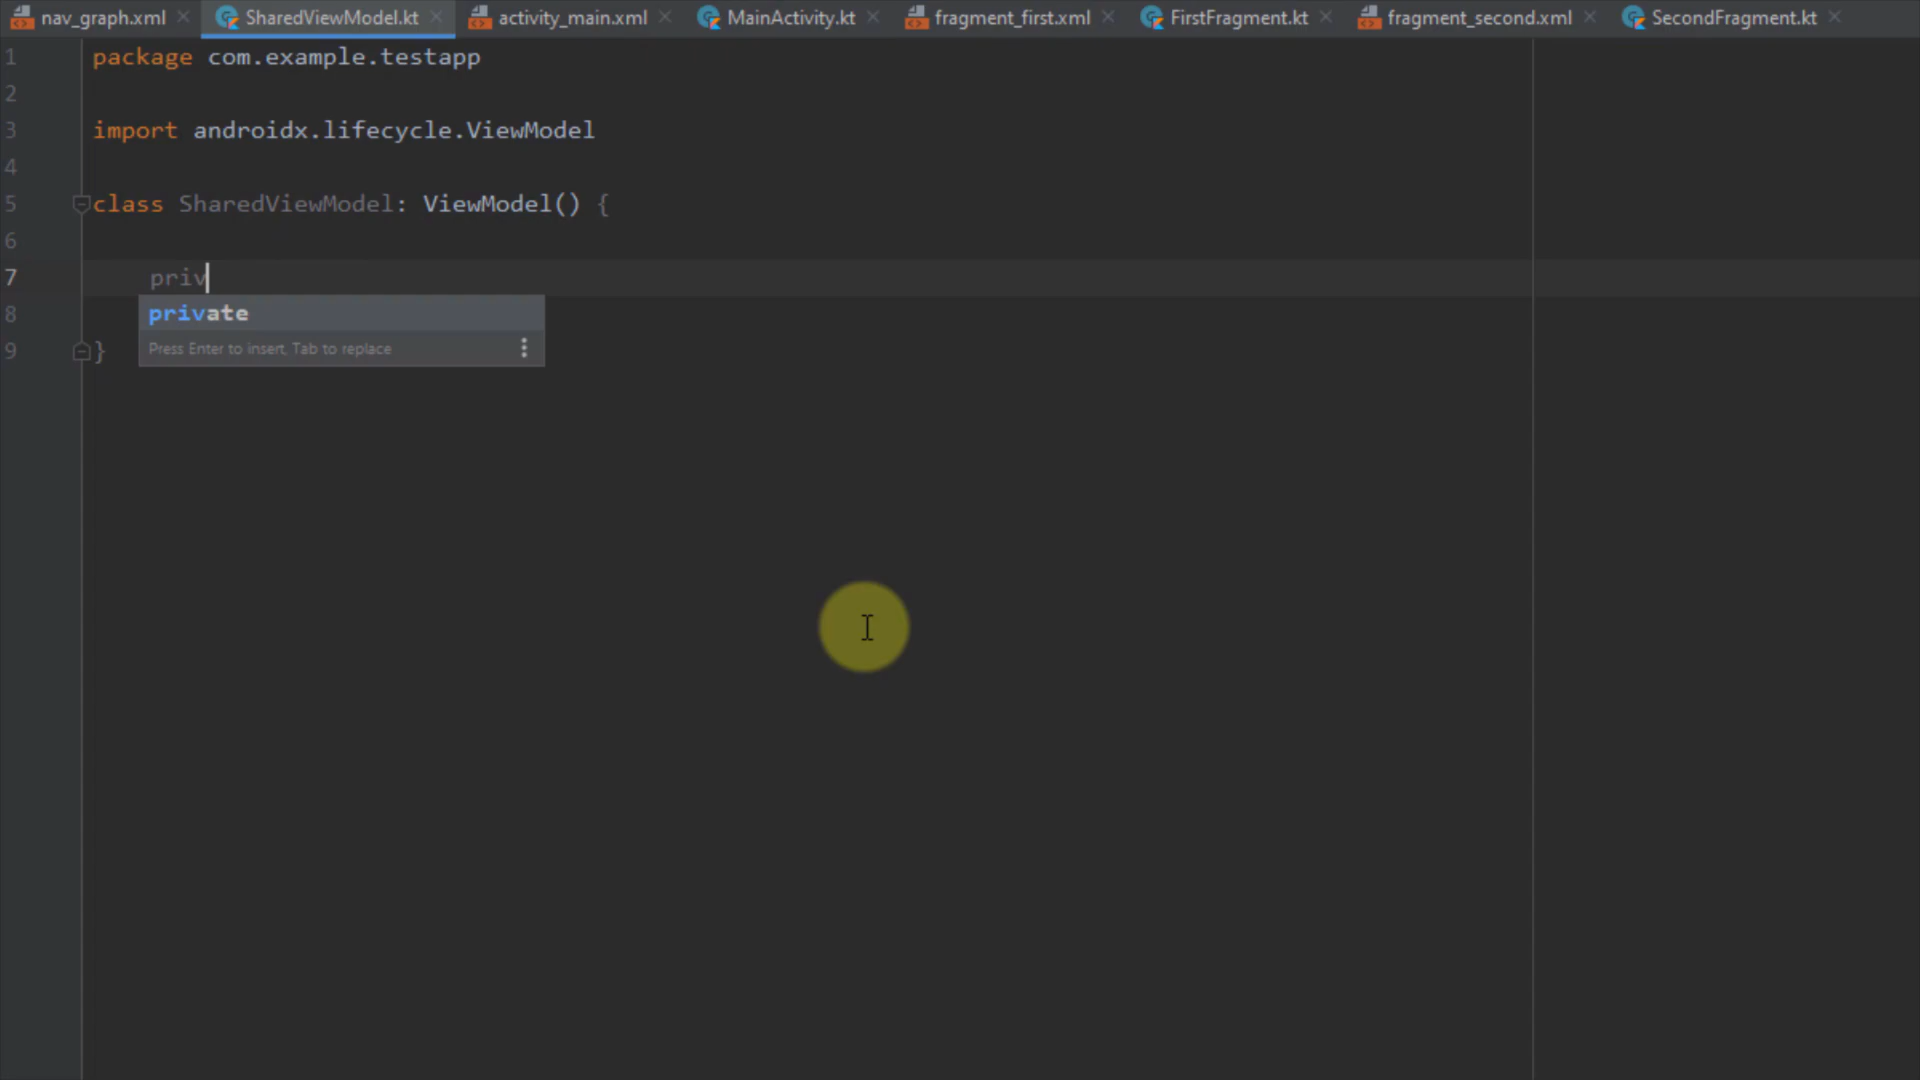 nav_graph.xml SharedViewModel.kt activity_main.xml MainActivity.kt fragment_first.xml FirstFragment.kt fragment_second.xml SecondFragment.kt
1 package com.example.testapp
2
3 import androidx.lifecycle.ViewModel
4
5 class SharedViewModel: ViewModel() {
6
7 priv
8 private
Press Enter to insert, Tab to replace
9 }